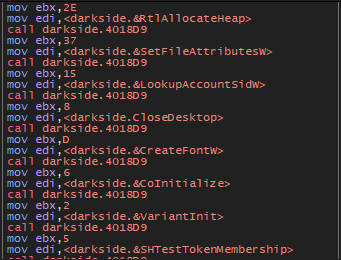 mov ebx,2E
mov edi,<darkside.&RtlAllocateHeap>
call darkside.4018D9
mov ebx,37
mov edi,<darkside.&SetFileAttributesW>
call darkside.4018D9
mov ebx,15
mov edi,<darkside.&LookupAccountSidW>
call darkside.4018D9
mov ebx,8
mov edi,<darkside.CloseDesktop>
call darkside.4018D9
mov ebx,D
mov edi,<darkside.&CreateFontW>
call darkside.4018D9
mov ebx,6
mov edi,<darkside.&CoInitialize>
call darkside.4018D9
mov ebx,2
mov edi,<darkside.&VariantInit>
call darkside.4018D9
mov ebx,5
mov edi,<darkside.&SHTestTokenMembership>
call darkside.4018D9